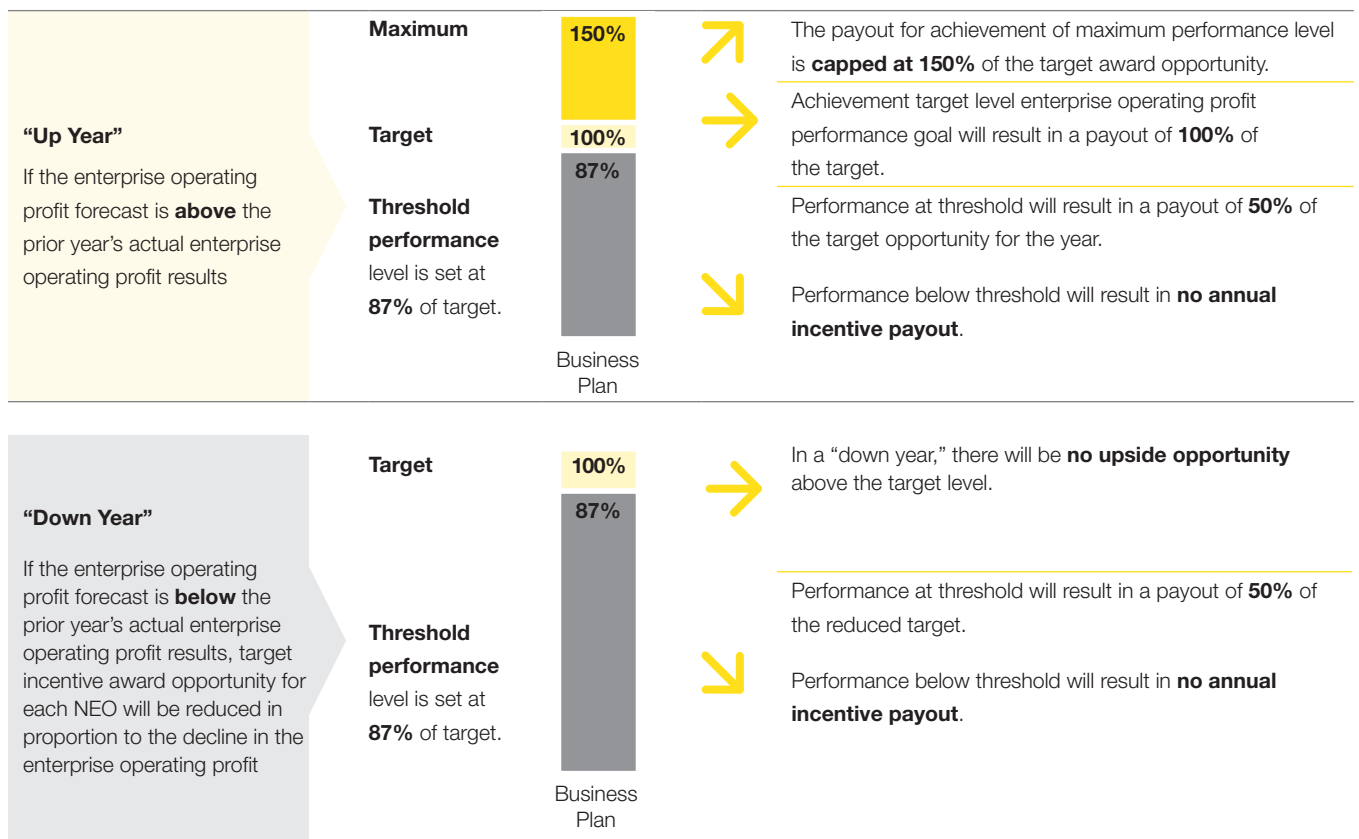 “Up Year”
If the enterprise operating
profit forecast is above the
prior year’s actual enterprise
operating profit results
Maximum
Target
Threshold
performance
level is set at
87% of target.
150%
100%
87%
Business
Plan
The payout for achievement of maximum performance level
is capped at 150% of the target award opportunity.
Achievement target level enterprise operating profit
performance goal will result in a payout of 100% of
the target.
Performance at threshold will result in a payout of 50% of
the target opportunity for the year.
Performance below threshold will result in no annual
incentive payout.
“Down Year”
If the enterprise operating
profit forecast is below the
prior year’s actual enterprise
operating profit results, target
incentive award opportunity for
each NEO will be reduced in
proportion to the decline in the
enterprise operating profit
Target
Threshold
performance
level is set at
87% of target.
100%
87%
Business
Plan
In a “down year,” there will be no upside opportunity
above the target level.
Performance at threshold will result in a payout of 50% of
the reduced target.
Performance below threshold will result in no annual
incentive payout.